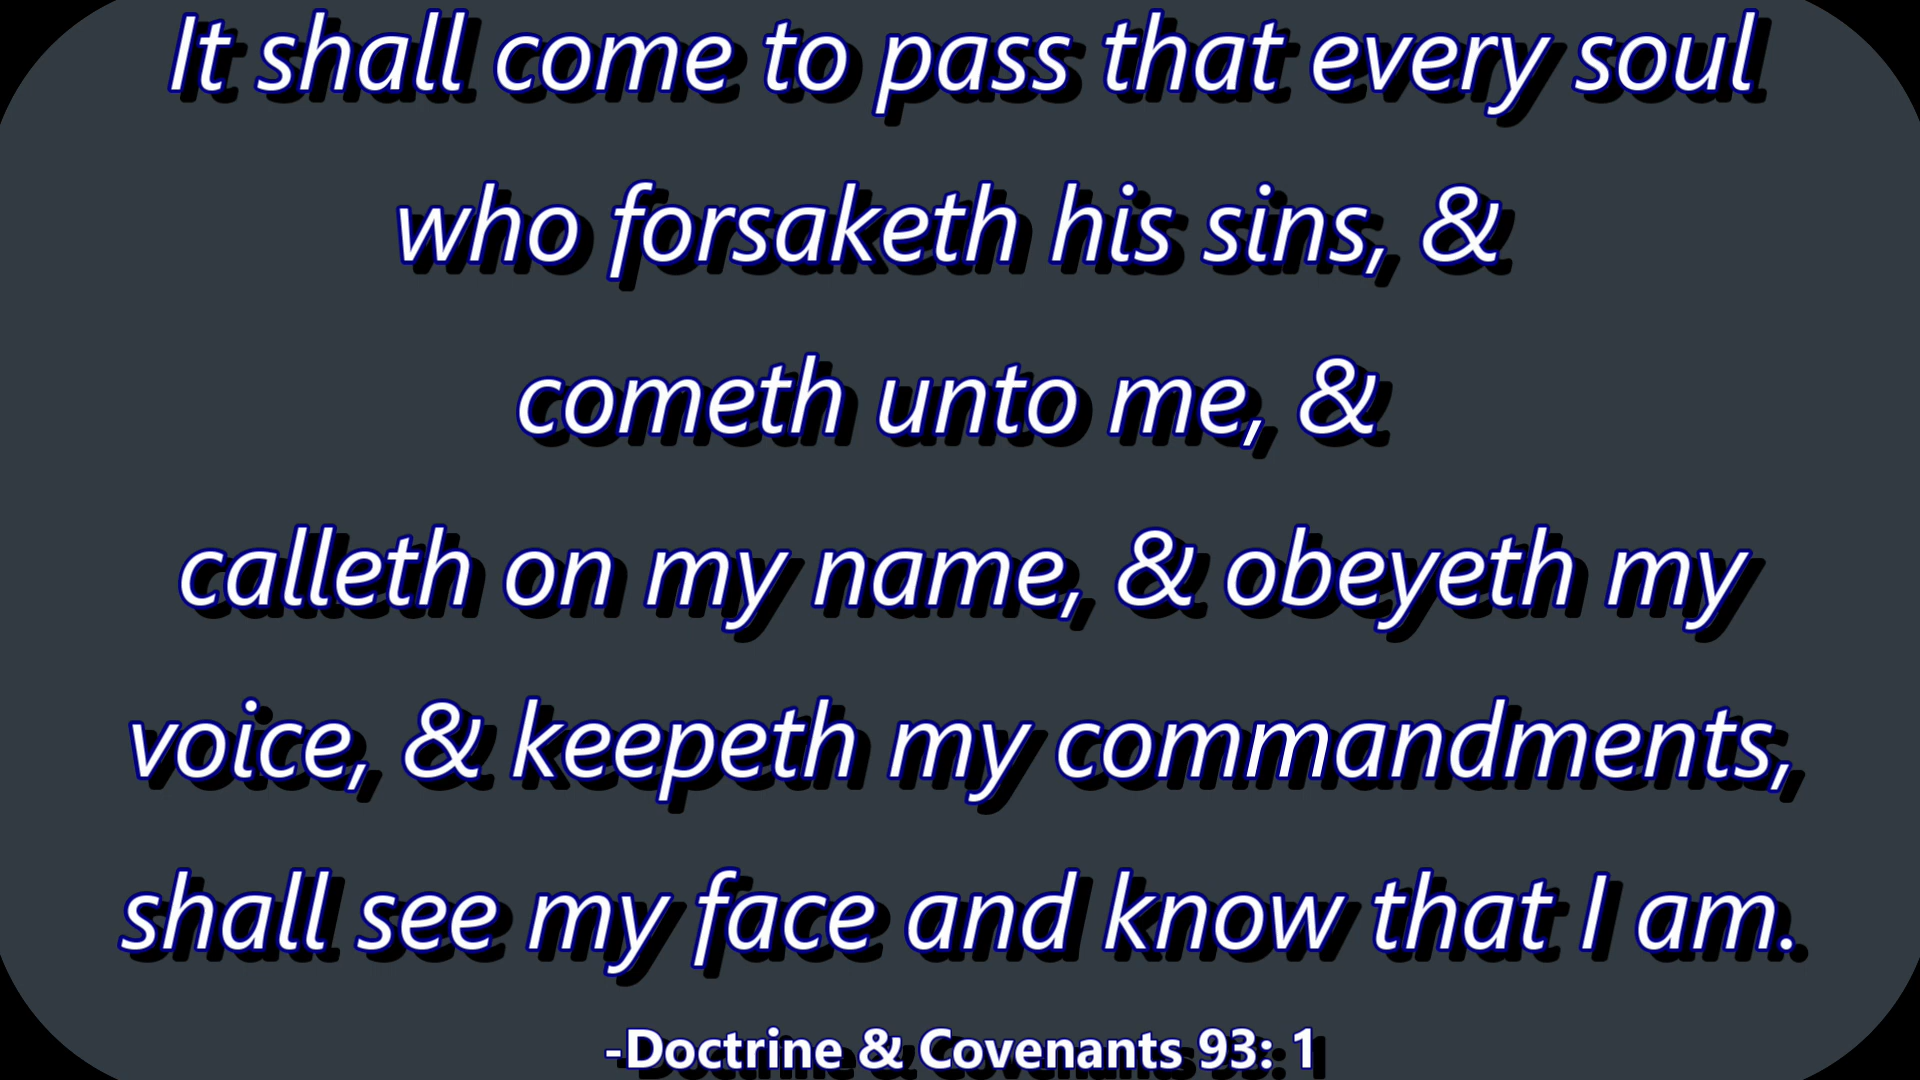 It shall come to pass that every soul
who forsaketh his sins, &
cometh unto me, &
calleth on my name, & obeyeth my
voice, & keepeth my commandments,
shall see my face and know that I am.
-Doctrine & Covenants 93: 1